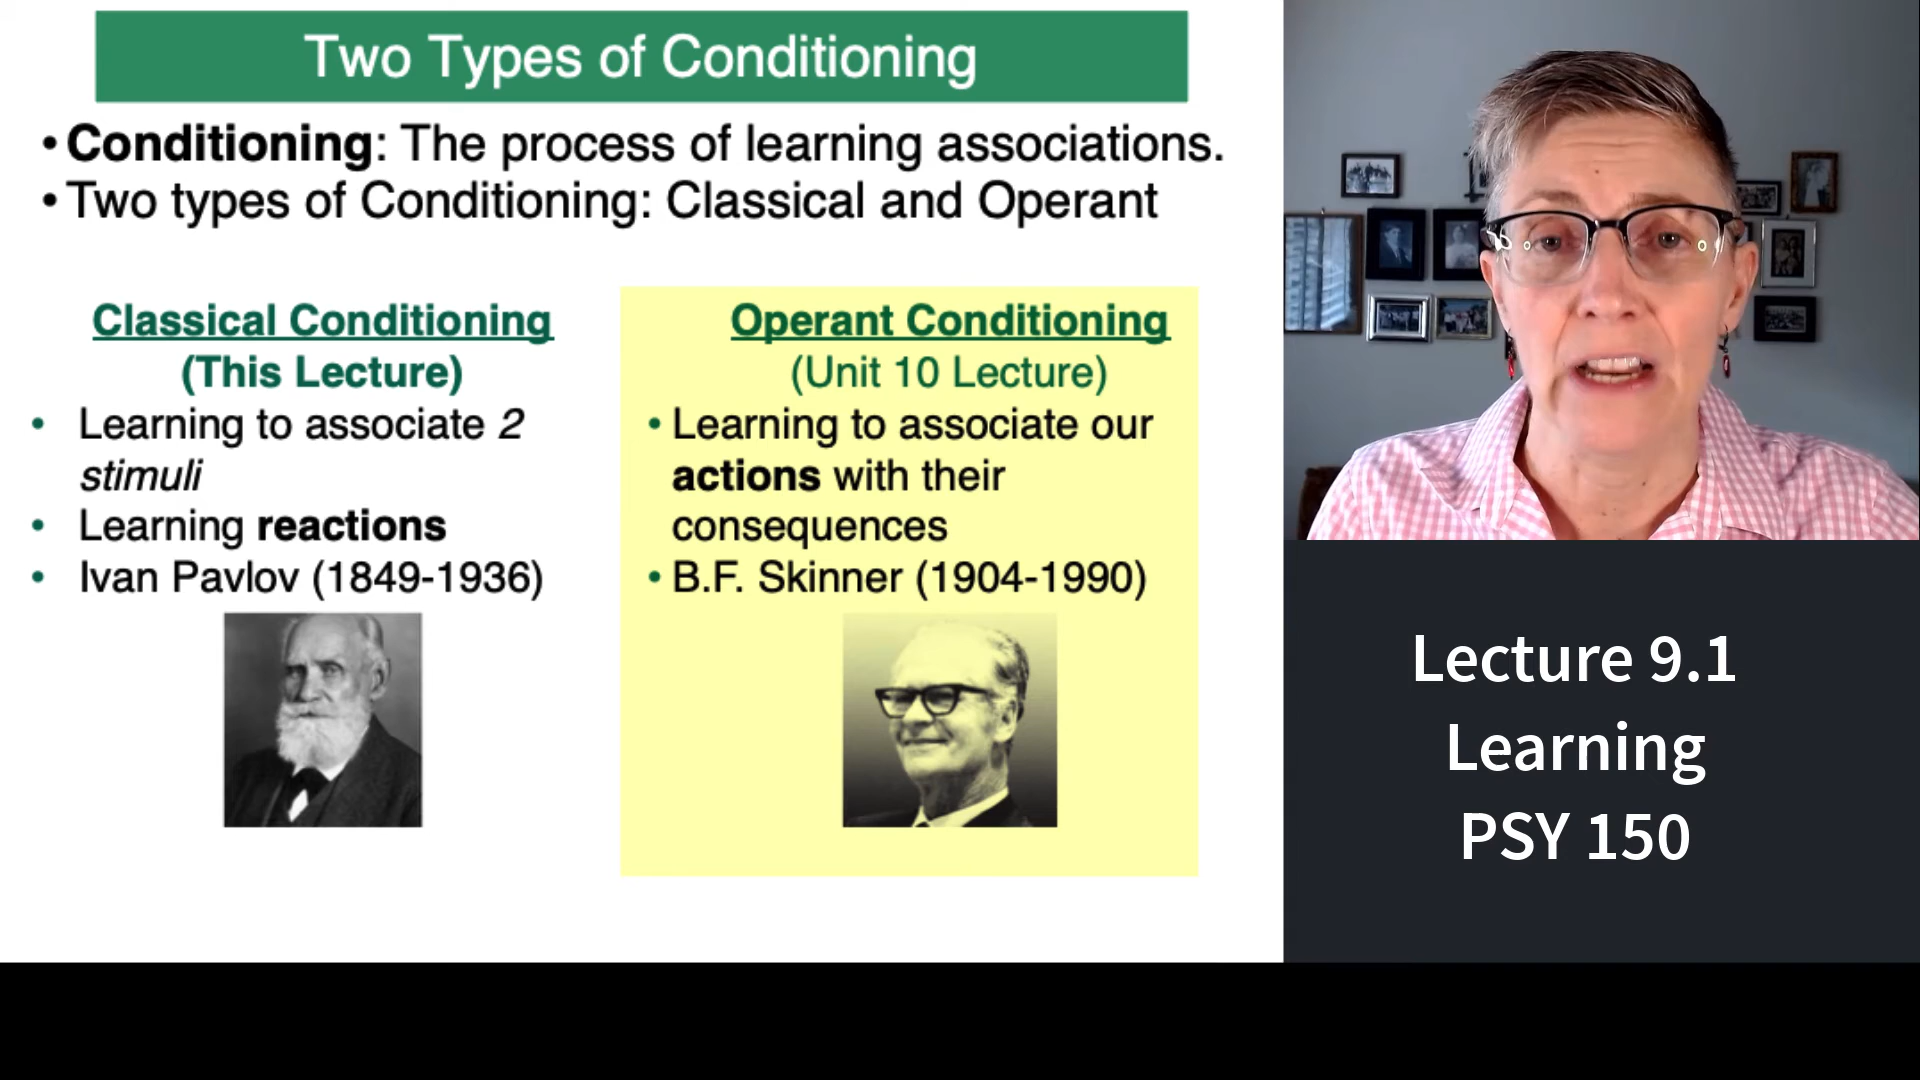 Two Types of Conditioning
•Conditioning: The process of learning associations.
•Two types of Conditioning: Classical and Operant
Classical Conditioning
(This Lecture)
• Learning to associate 2
stimuli
• Learning reactions
• Ivan Pavlov (1849-1936)
Operant Conditioning
(Unit 10 Lecture)
• Learning to associate our
actions with their
consequences
• B.F. Skinner (1904-1990)
Lecture 9.1
Learning
PSY 150